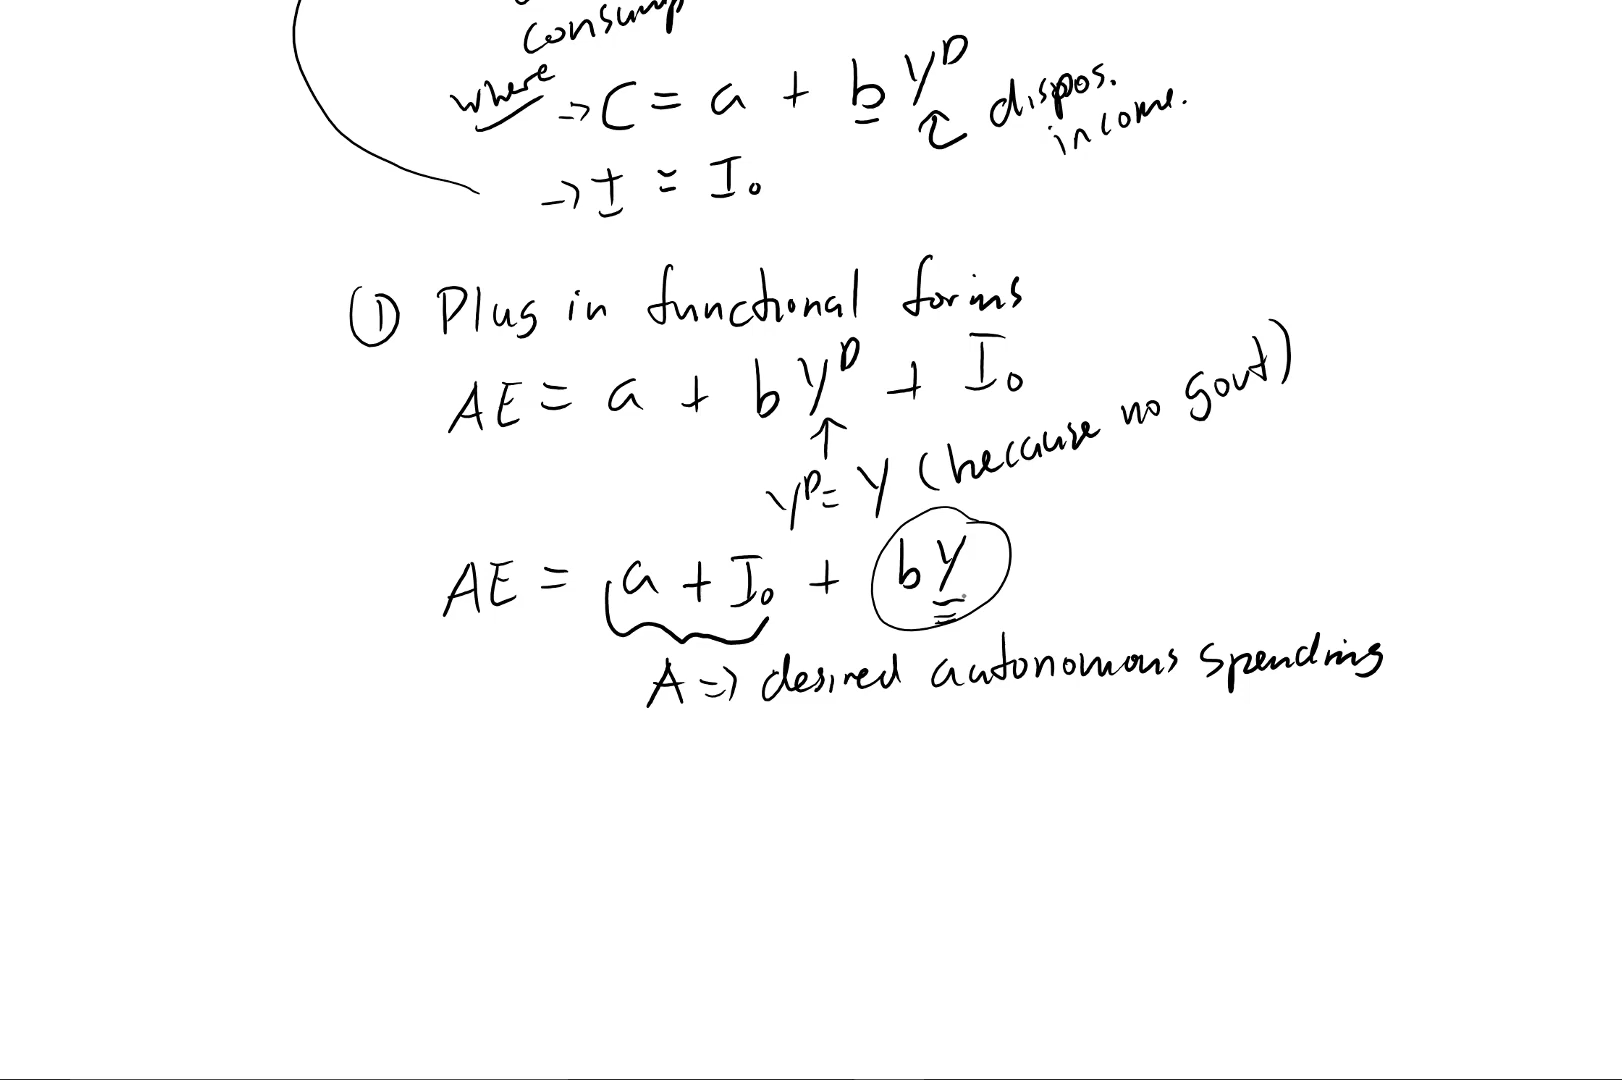 consump
where → C = a + b Y^D dispos.
income.
→ I = I₀
① Plug in functional forms
AE = a + b Y^D + I₀
↑
Y^D = Y (because no govt)
AE = a + I₀ + bY
A => desired autonomous spending